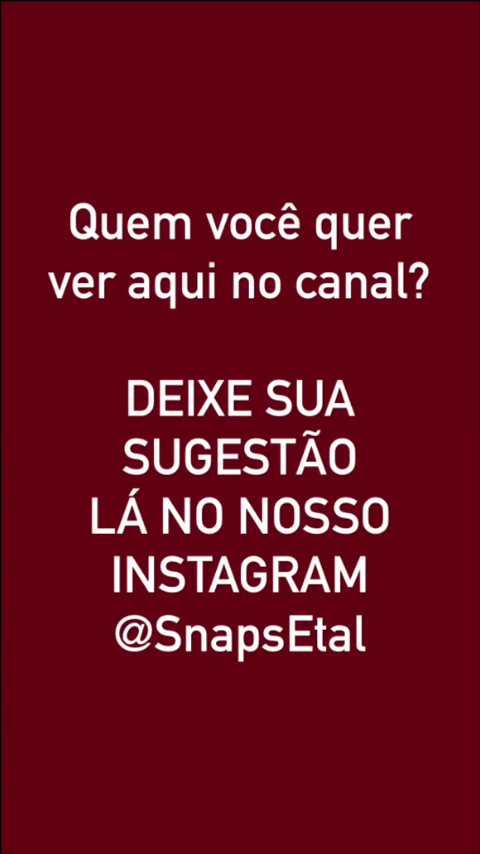 Quem você quer
ver aqui no canal?
DEIXE SUA
SUGESTÃO
LÁ NO NOSSO
INSTAGRAM
@SnapsEtal